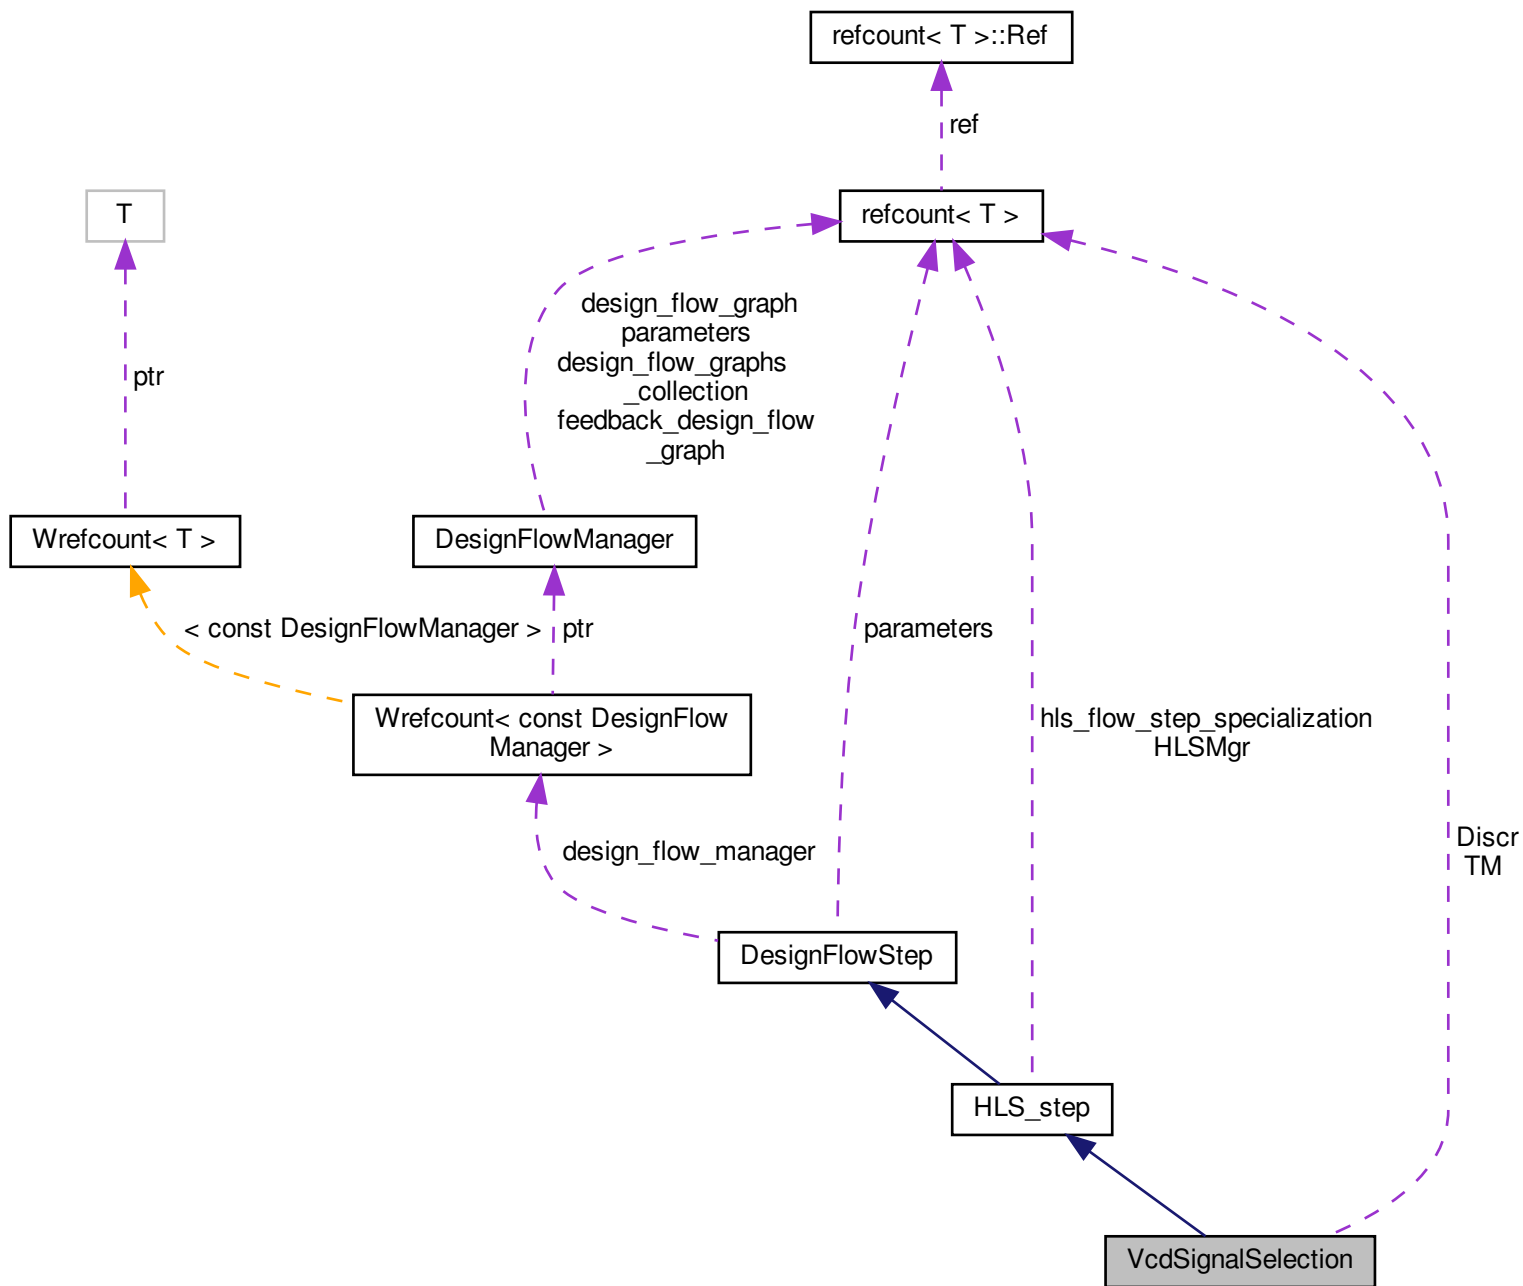 refcount< T >::Ref
ref
T
refcount< T >
design_flow_graph
parameters
design_flow_graphs
_collection
feedback_design_flow
_graph
ptr
Wrefcount< T >
DesignFlowManager
< const DesignFlowManager >
ptr
parameters
Wrefcount< const DesignFlow
Manager >
hls_flow_step_specialization
HLSMgr
design_flow_manager
Discr
TM
DesignFlowStep
HLS_step
VcdSignalSelection